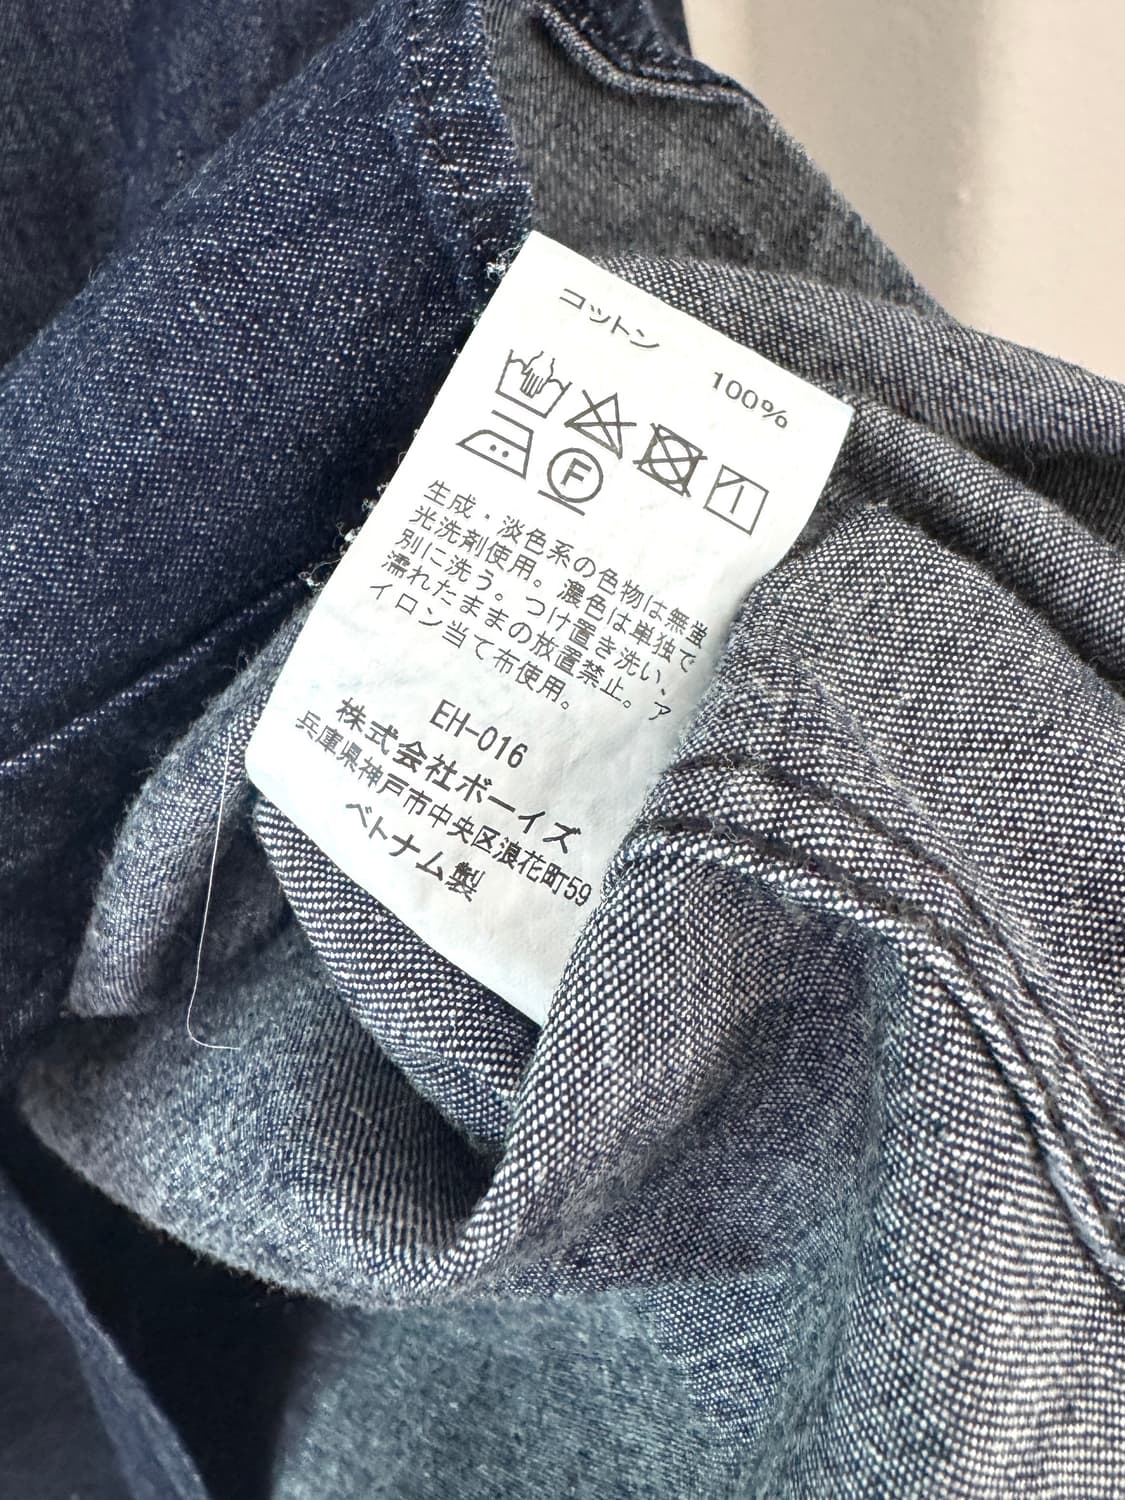 コットン
100%
F
生成・淡色系の色物は無蛍
光洗剤使用。濃色は単独で
別に洗う。つけ置き洗い、
濡れたままの放置禁止。ア
イロン当て布使用。
EH-016
株式会社ボーイズ
兵庫県神戸市中央区浪花町59
ベトナム製